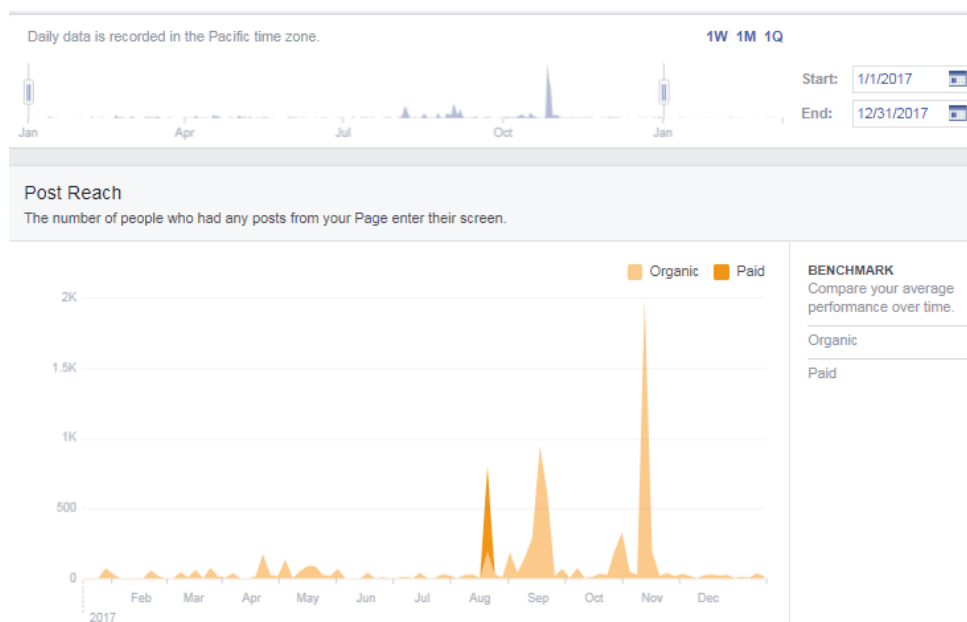 Daily data is recorded in the Pacific time zone.
1W 1M 1Q
Start: 1/1/2017
End: 12/31/2017
Jan Apr Jul Oct Jan
Post Reach
The number of people who had any posts from your Page enter their screen.
Organic Paid
BENCHMARK
Compare your average
performance over time.
Organic
Paid
2K
1.5K
1K
500
0
Feb Mar Apr May Jun Jul Aug Sep Oct Nov Dec
2017